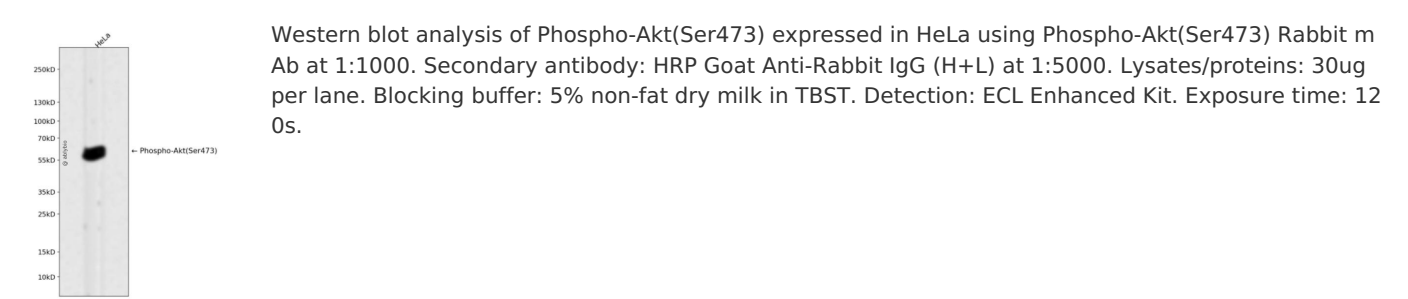 HeLa
250kD
130kD
100kD
70kD
55kD
35kD
25kD
15kD
10kD
← Phospho-Akt(Ser473)
Western blot analysis of Phospho-Akt(Ser473) expressed in HeLa using Phospho-Akt(Ser473) Rabbit m
Ab at 1:1000. Secondary antibody: HRP Goat Anti-Rabbit IgG (H+L) at 1:5000. Lysates/proteins: 30ug
per lane. Blocking buffer: 5% non-fat dry milk in TBST. Detection: ECL Enhanced Kit. Exposure time: 12
0s.